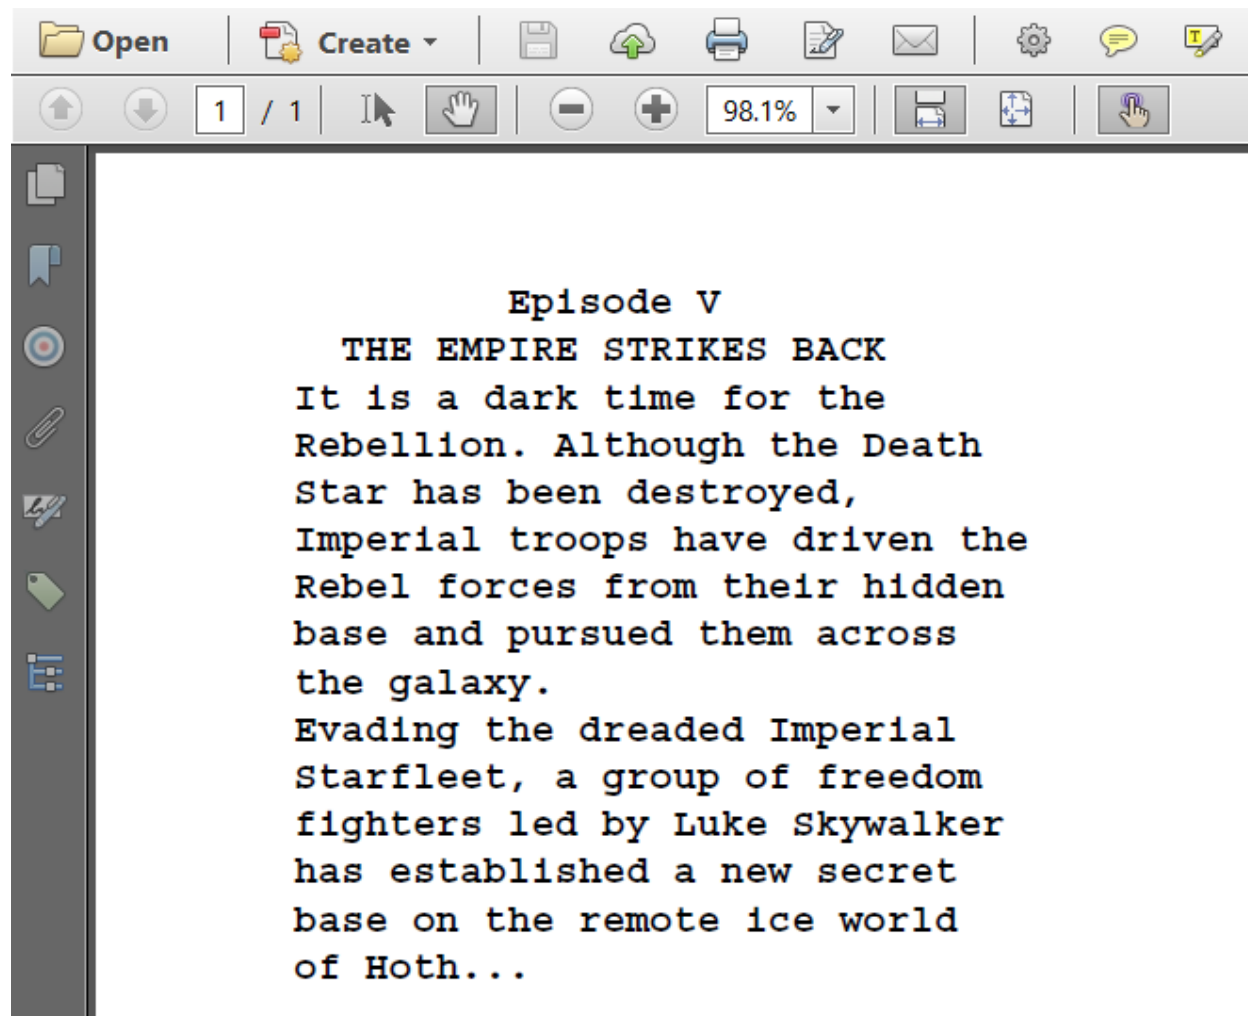 Open Create
1 / 1 98.1%
T
Episode V
THE EMPIRE STRIKES BACK
It is a dark time for the
Rebellion. Although the Death
Star has been destroyed,
Imperial troops have driven the
Rebel forces from their hidden
base and pursued them across
the galaxy.
Evading the dreaded Imperial
Starfleet, a group of freedom
fighters led by Luke Skywalker
has established a new secret
base on the remote ice world
of Hoth...